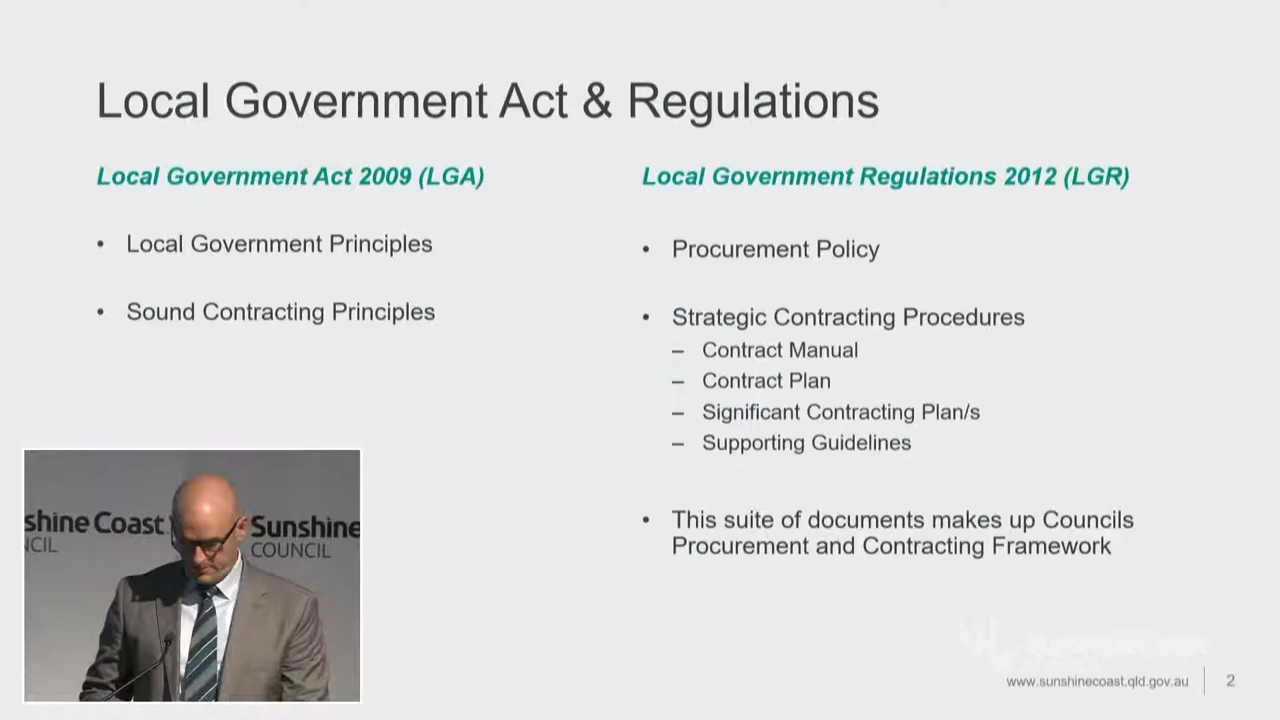 Local Government Act & Regulations
Local Government Act 2009 (LGA)
• Local Government Principles
• Sound Contracting Principles
Local Government Regulations 2012 (LGR)
• Procurement Policy
• Strategic Contracting Procedures
– Contract Manual
– Contract Plan
– Significant Contracting Plan/s
– Supporting Guidelines
• This suite of documents makes up Councils
Procurement and Contracting Framework
shine Coast
NCIL
Sunshine
COUNCIL
www.sunshinecoast.qld.gov.au
2